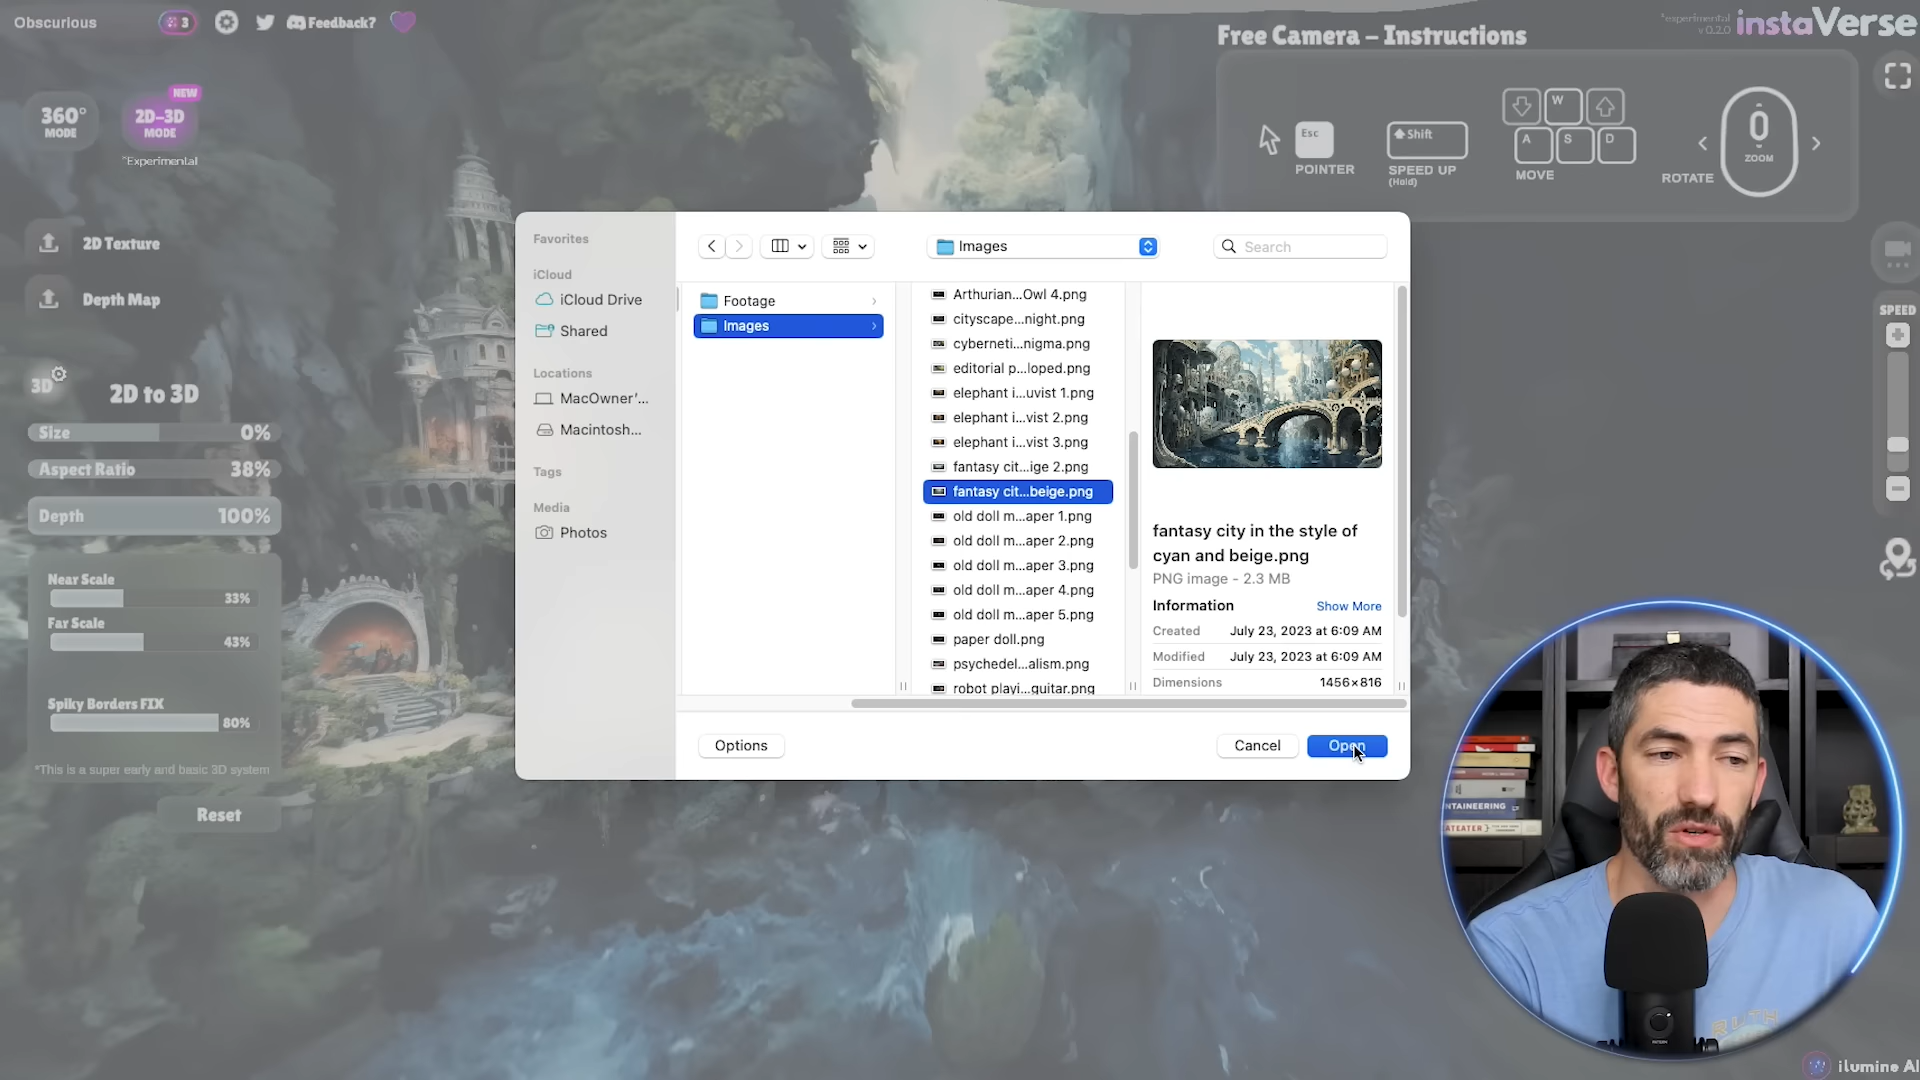 Obscurious
3
Feedback?
Free Camera – Instructions
*experimental
v 0.2.0
instaVerse
360°
MODE
NEW
2D-3D
MODE
*Experimental
Esc
POINTER
Shift
SPEED UP
(Hold)
W
A
S
D
MOVE
ROTATE
ZOOM
2D Texture
Depth Map
3D
2D to 3D
Size
0%
Aspect Ratio
38%
Depth
100%
Near Scale
33%
Far Scale
43%
Spiky Borders FIX
80%
*This is a super early and basic 3D system
Reset
Favorites
iCloud
iCloud Drive
Shared
Locations
MacOwner'...
Macintosh...
Tags
Media
Photos
Images
Search
Footage
Images
Arthurian...Owl 4.png
cityscape...night.png
cyberneti...nigma.png
editorial p...loped.png
elephant i...uvist 1.png
elephant i...vist 2.png
elephant i...vist 3.png
fantasy cit...ige 2.png
fantasy cit...beige.png
old doll m...aper 1.png
old doll m...aper 2.png
old doll m...aper 3.png
old doll m...aper 4.png
old doll m...aper 5.png
paper doll.png
psychedel...alism.png
robot playi...guitar.png
fantasy city in the style of
cyan and beige.png
PNG image - 2.3 MB
Information
Show More
Created
July 23, 2023 at 6:09 AM
Modified
July 23, 2023 at 6:09 AM
Dimensions
1456×816
Options
Cancel
Open
SPEED
ilumine AI